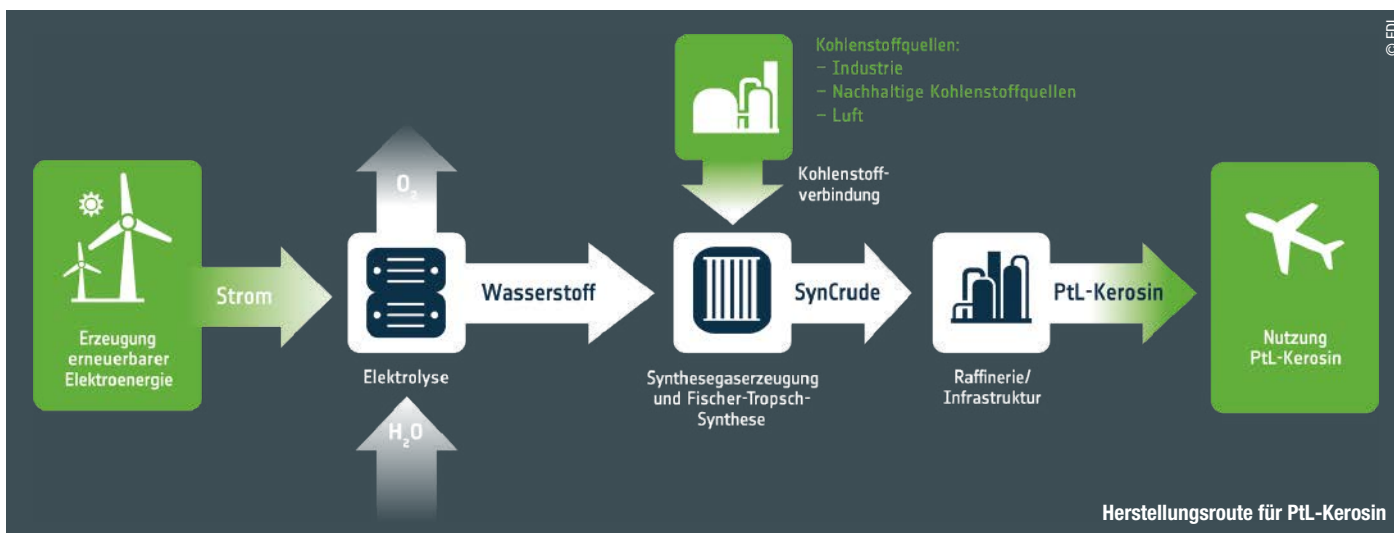 © EDL
Kohlenstoffquellen:
– Industrie
– Nachhaltige Kohlenstoffquellen
– Luft
Kohlenstoff-
verbindung
O₂
Strom
Wasserstoff
SynCrude
PtL-Kerosin
Erzeugung
erneuerbarer
Elektroenergie
Elektrolyse
Synthesegaserzeugung
und Fischer-Tropsch-
Synthese
Raffinerie/
Infrastruktur
Nutzung
PtL-Kerosin
H₂O
Herstellungsroute für PtL-Kerosin